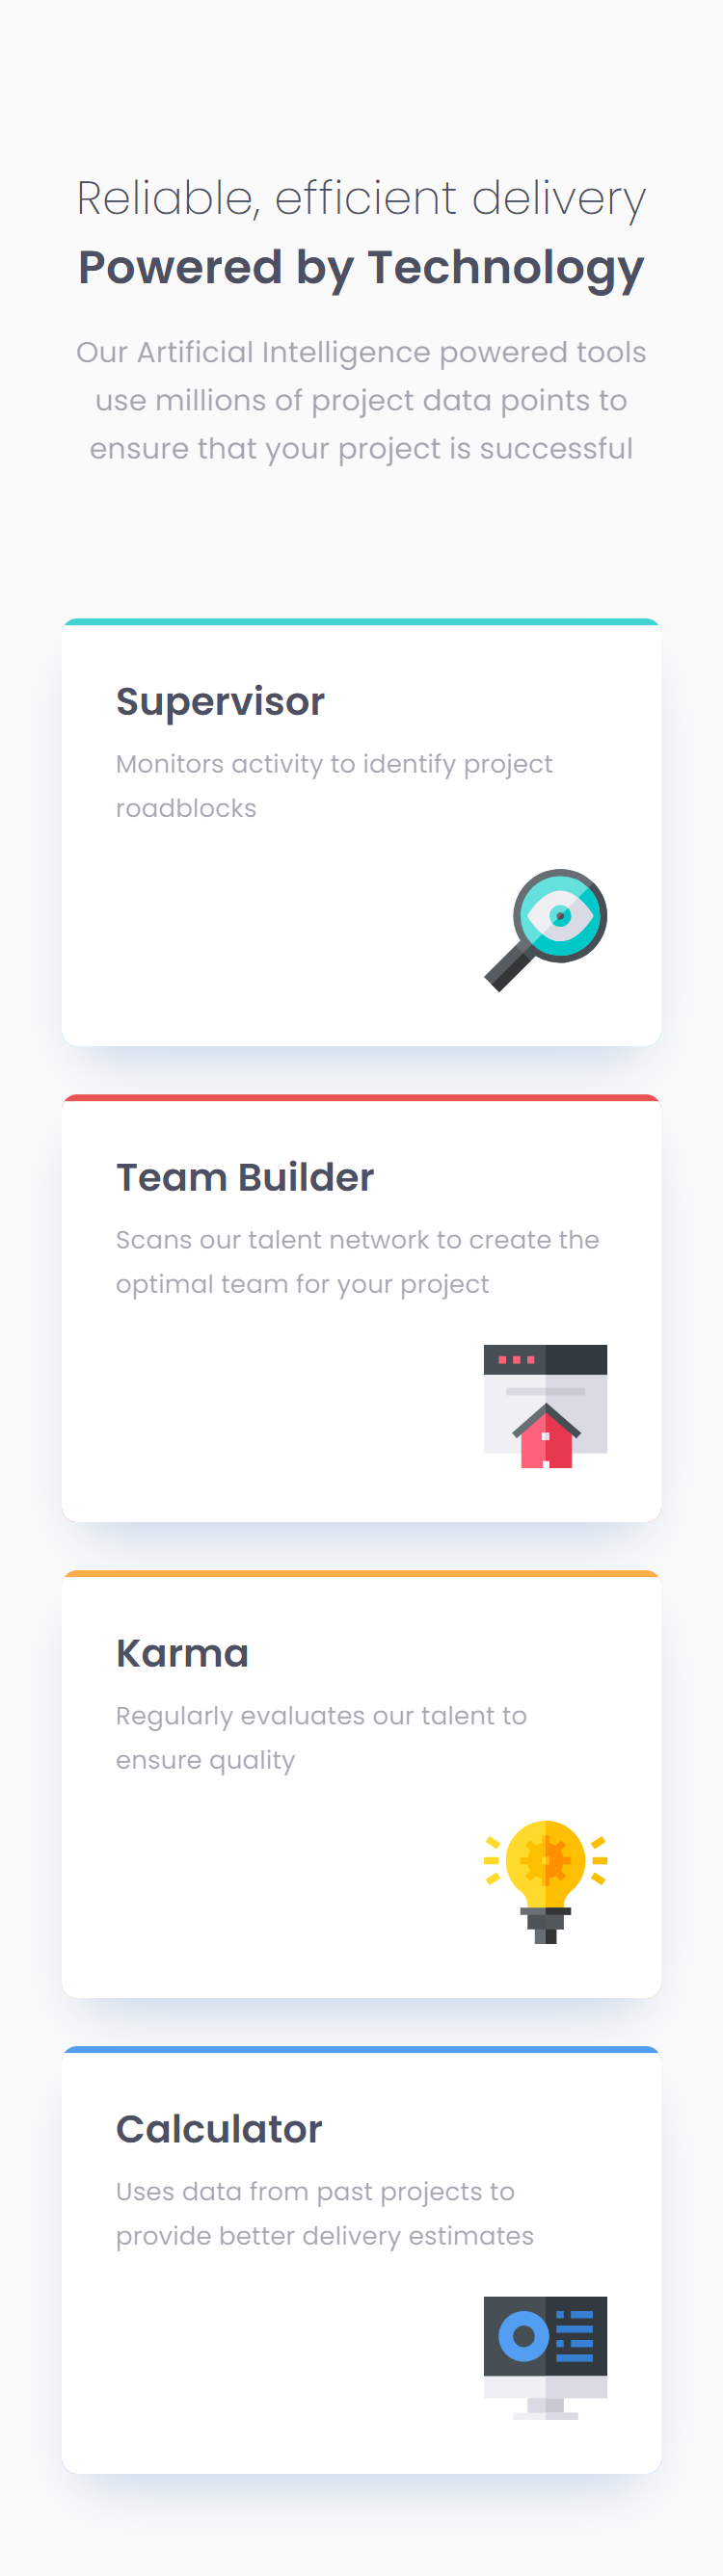 Reliable, efficient delivery
Powered by Technology
Our Artificial Intelligence powered tools
use millions of project data points to
ensure that your project is successful
Supervisor
Monitors activity to identify project
roadblocks
Team Builder
Scans our talent network to create the
optimal team for your project
Karma
Regularly evaluates our talent to
ensure quality
Calculator
Uses data from past projects to
provide better delivery estimates